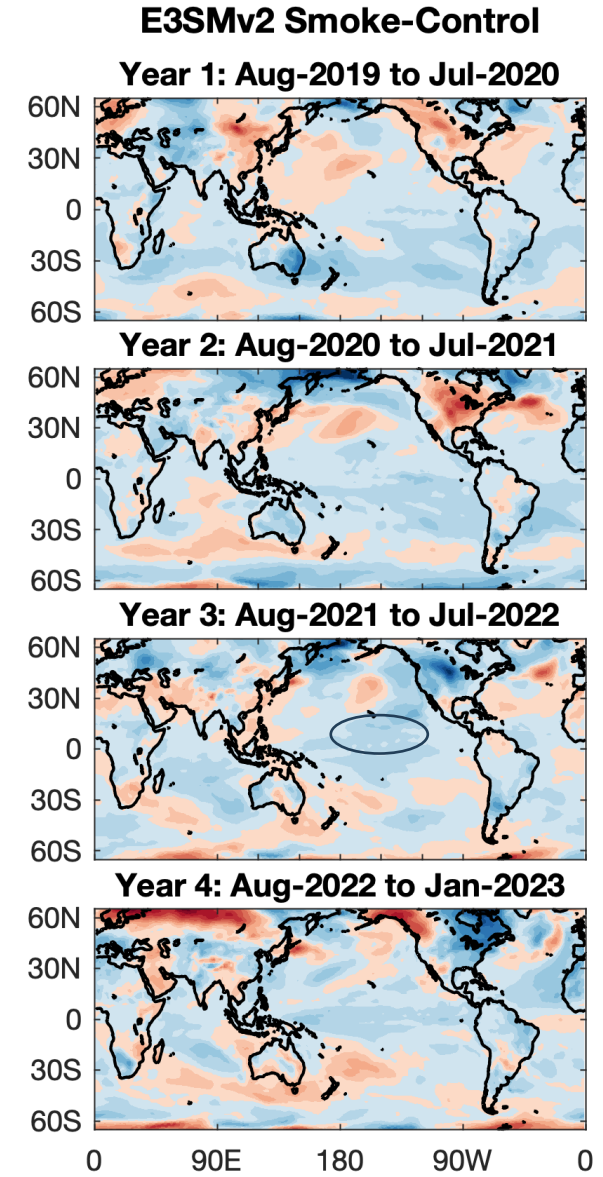 E3SMv2 Smoke-Control
Year 1: Aug-2019 to Jul-2020
60N
30N
0
30S
60S
Year 2: Aug-2020 to Jul-2021
60N
30N
0
30S
60S
Year 3: Aug-2021 to Jul-2022
60N
30N
0
30S
60S
Year 4: Aug-2022 to Jan-2023
60N
30N
0
30S
60S
0 90E 180 90W 0